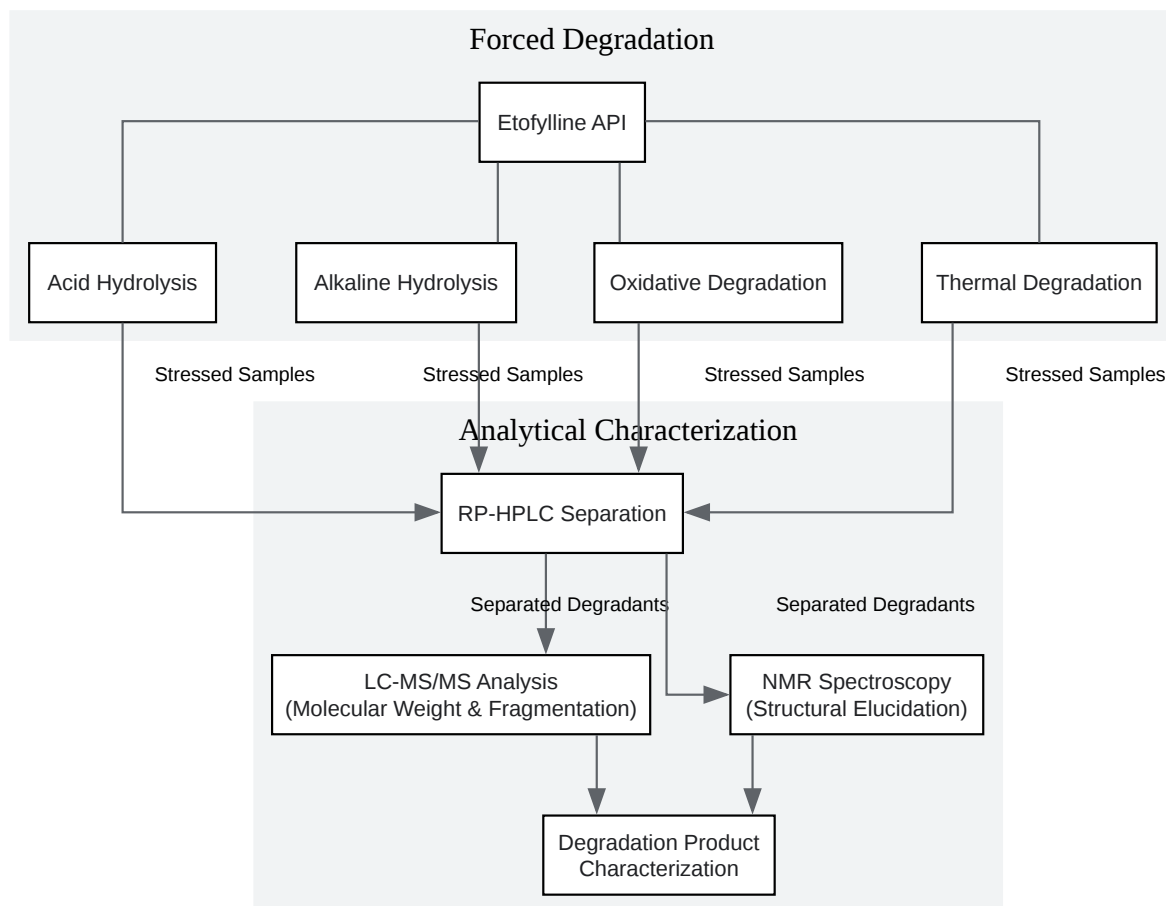 Forced Degradation
Etofylline API
Acid Hydrolysis
Alkaline Hydrolysis
Oxidative Degradation
Thermal Degradation
Stressed Samples
Stressed Samples
Stressed Samples
Stressed Samples
Analytical Characterization
RP-HPLC Separation
Separated Degradants
Separated Degradants
LC-MS/MS Analysis
(Molecular Weight & Fragmentation)
NMR Spectroscopy
(Structural Elucidation)
Degradation Product
Characterization